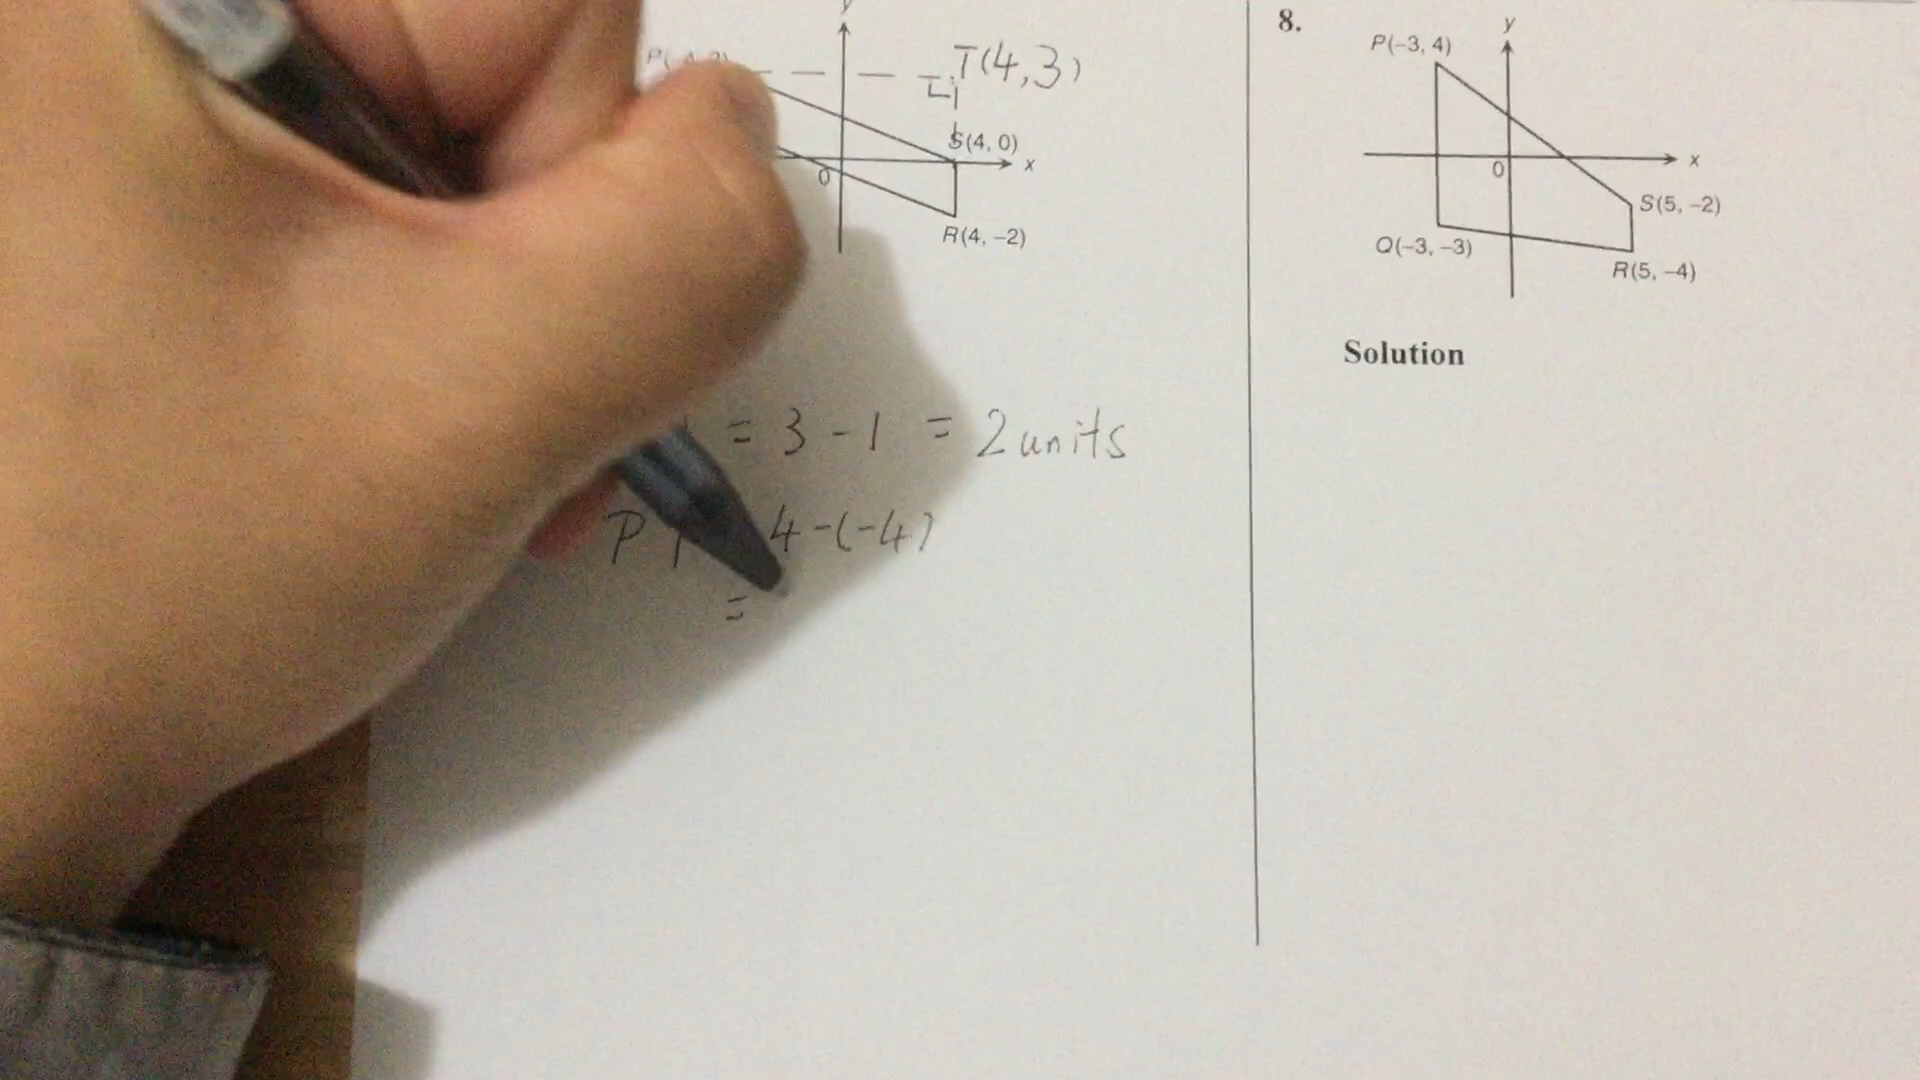 y
T(4,3)
S(4, 0)
x
0
R(4, −2)
= 3 - 1 = 2 units
P 4-(-4)
=
8.
y
P(−3, 4)
x
0
S(5, −2)
Q(−3, −3)
R(5, −4)
Solution